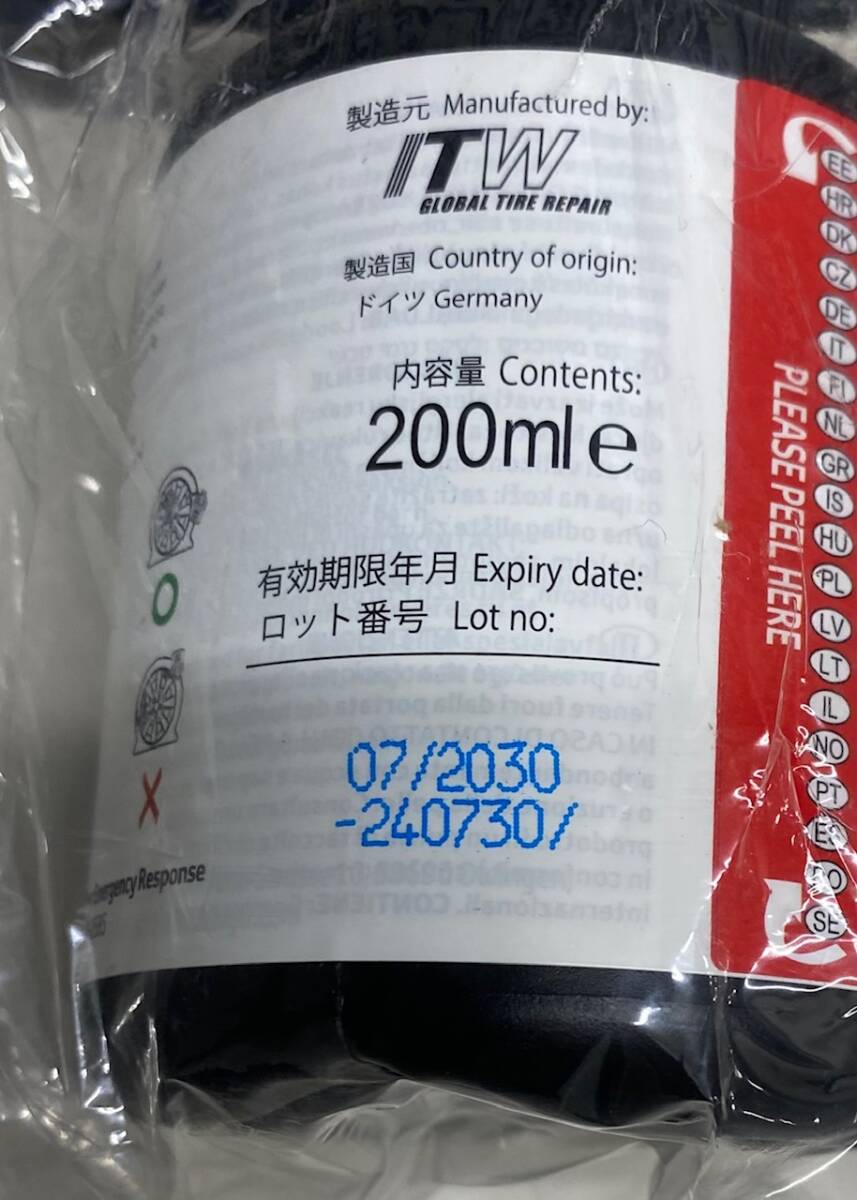 製造元 Manufactured by:
ITW
GLOBAL TIRE REPAIR
製造国 Country of origin:
ドイツ Germany
内容量 Contents:
200ml e
有効期限年月 Expiry date:
ロット番号 Lot no:
07/2030
-240730/
Emergency Response
PLEASE PEEL HERE
EE
HR
DK
CZ
DE
IT
FI
NL
GR
IS
HU
PL
LV
LT
IL
NO
PT
ES
RO
SE